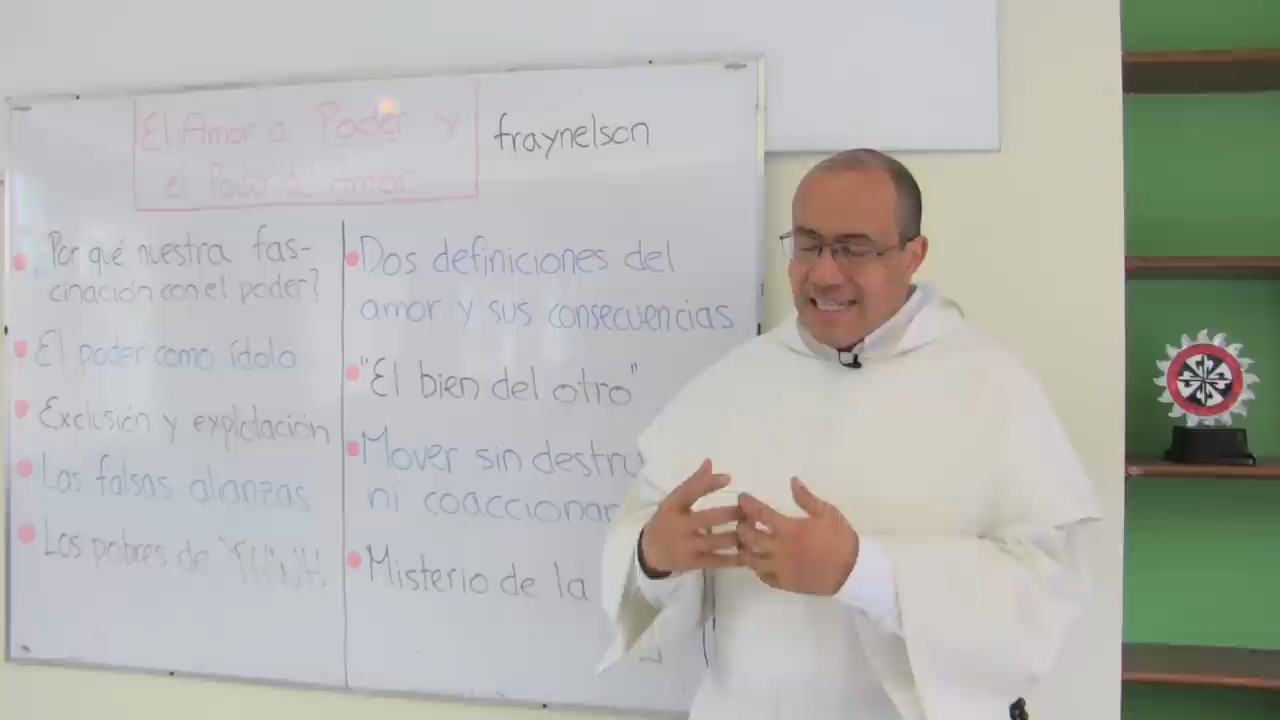 El Amor a Poder y
el Poder del Amor
fraynelson
¿Por qué nuestra fas-
cinación con el poder?
El poder como ídolo
Exclusión y explotación
Las falsas alianzas
Los pobres de YHWH
Dos definiciones del
amor y sus consecuencias
"El bien del otro"
Mover sin destru
ni coaccionar
Misterio de la